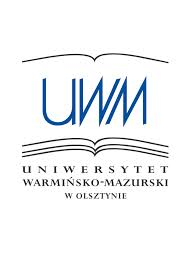 UWM
UNIWERSYTET
WARMIŃSKO-MAZURSKI
W OLSZTYNIE